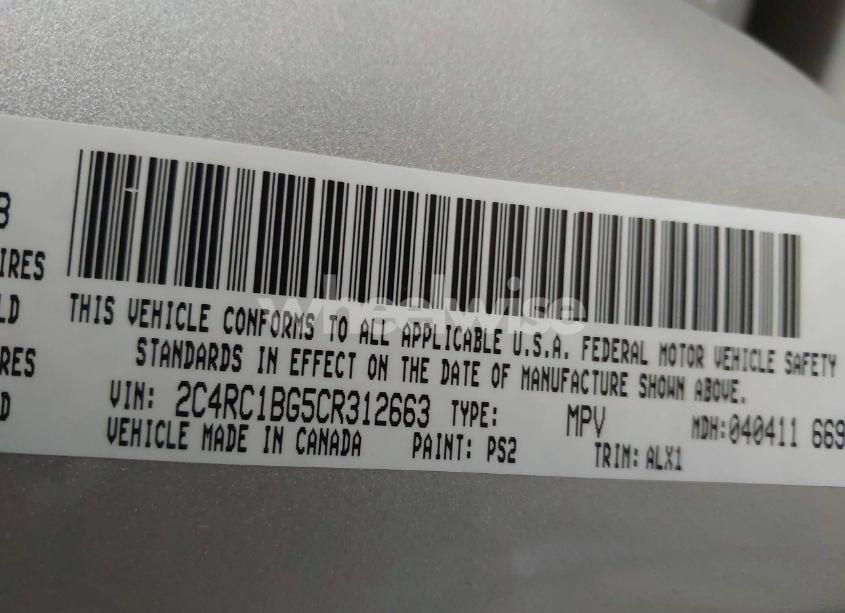 THIS VEHICLE CONFORMS TO ALL APPLICABLE U.S.A. FEDERAL MOTOR VEHICLE SAFETY
STANDARDS IN EFFECT ON THE DATE OF MANUFACTURE SHOWN ABOVE.
VIN: 2C4RC1BG5CR312663 TYPE: MPV MDH:040411 669
VEHICLE MADE IN CANADA PAINT: PS2 TRIM: ALX1
IRES
LD
RES
D
wheelwise